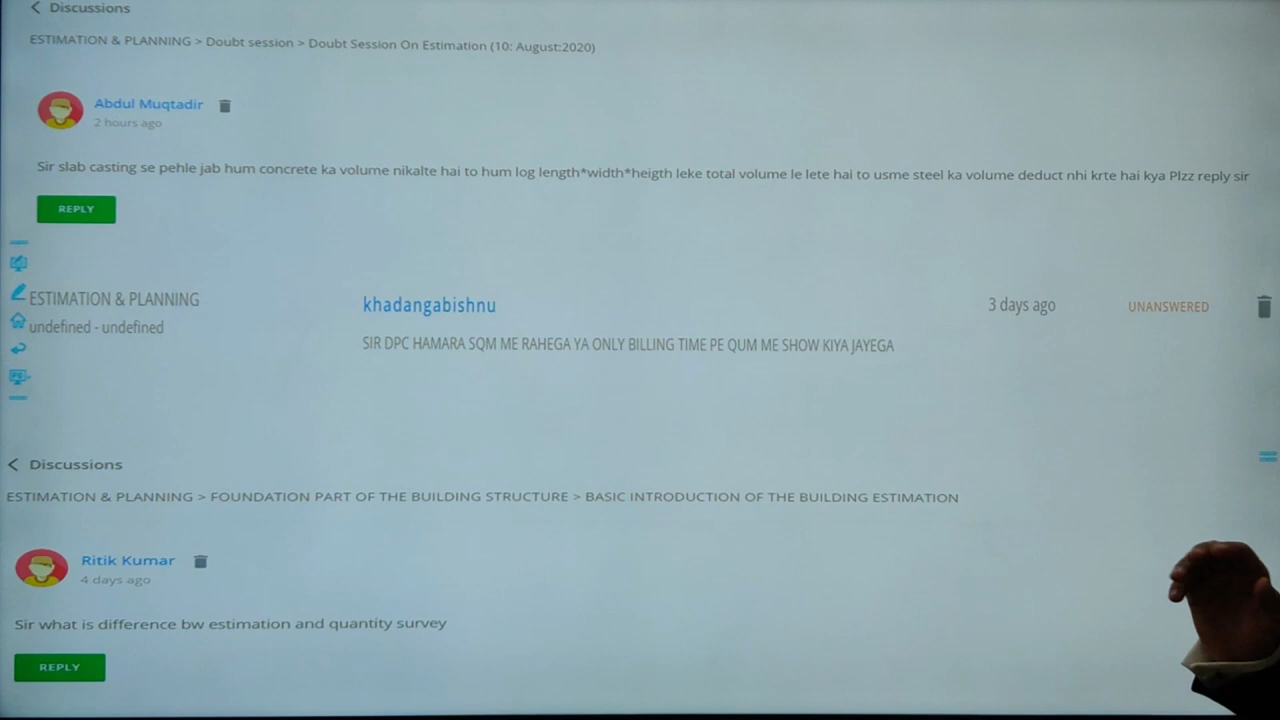 Discussions
ESTIMATION & PLANNING > Doubt session > Doubt Session On Estimation (10: August:2020)
Abdul Muqtadir
2 hours ago
Sir slab casting se pehle jab hum concrete ka volume nikalte hai to hum log length*width*heigth leke total volume le lete hai to usme steel ka volume deduct nhi krte hai kya Plzz reply sir
REPLY
ESTIMATION & PLANNING
undefined - undefined
khadangabishnu
3 days ago
UNANSWERED
SIR DPC HAMARA SQM ME RAHEGA YA ONLY BILLING TIME PE QUM ME SHOW KIYA JAYEGA
Discussions
ESTIMATION & PLANNING > FOUNDATION PART OF THE BUILDING STRUCTURE > BASIC INTRODUCTION OF THE BUILDING ESTIMATION
Ritik Kumar
4 days ago
Sir what is difference bw estimation and quantity survey
REPLY